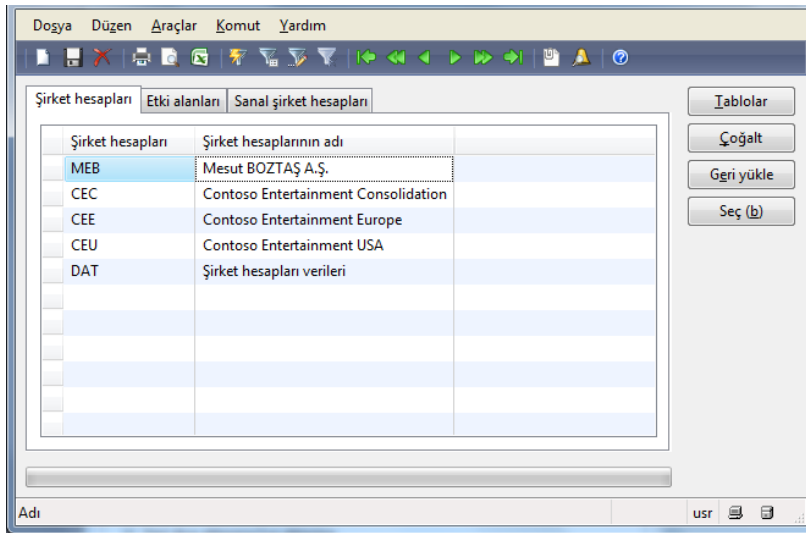 Dosya Düzen Araçlar Komut Yardım
Şirket hesapları Etki alanları Sanal şirket hesapları
Şirket hesapları Şirket hesaplarının adı
MEB Mesut BOZTAŞ A.Ş.
CEC Contoso Entertainment Consolidation
CEE Contoso Entertainment Europe
CEU Contoso Entertainment USA
DAT Şirket hesapları verileri
Tablolar
Çoğalt
Geri yükle
Seç (b)
Adı usr